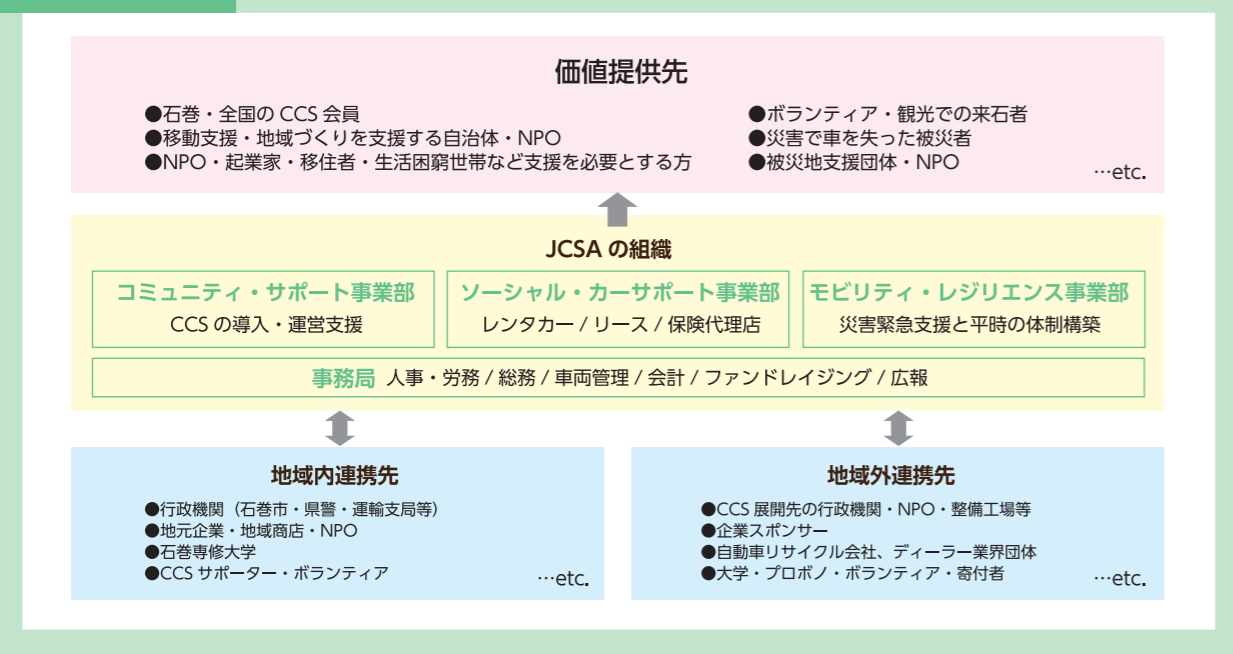 価値提供先
●石巻・全国の CCS 会員
●移動支援・地域づくりを支援する自治体・NPO
●NPO・起業家・移住者・生活困窮世帯など支援を必要とする方
●ボランティア・観光での来石者
●災害で車を失った被災者
●被災地支援団体・NPO
…etc.
JCSA の組織
コミュニティ・サポート事業部
CCS の導入・運営支援
ソーシャル・カーサポート事業部
レンタカー / リース / 保険代理店
モビリティ・レジリエンス事業部
災害緊急支援と平時の体制構築
事務局 人事・労務 / 総務 / 車両管理 / 会計 / ファンドレイジング / 広報
地域内連携先
●行政機関（石巻市・県警・運輸支局等）
●地元企業・地域商店・NPO
●石巻専修大学
●CCS サポーター・ボランティア
…etc.
地域外連携先
●CCS 展開先の行政機関・NPO・整備工場等
●企業スポンサー
●自動車リサイクル会社、ディーラー業界団体
●大学・プロボノ・ボランティア・寄付者
…etc.